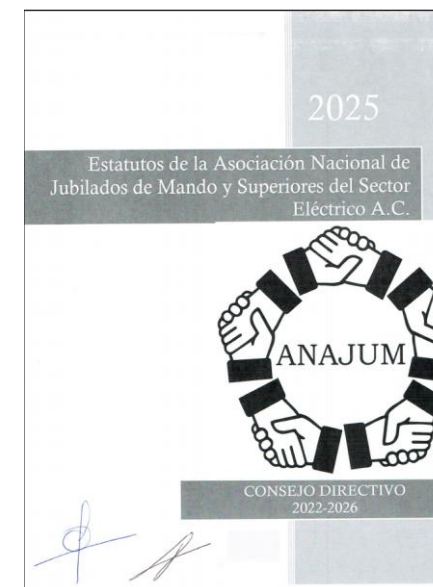 2025
Estatutos de la Asociación Nacional de
Jubilados de Mando y Superiores del Sector
Eléctrico A.C.
ANAJUM
CONSEJO DIRECTIVO
2022-2026